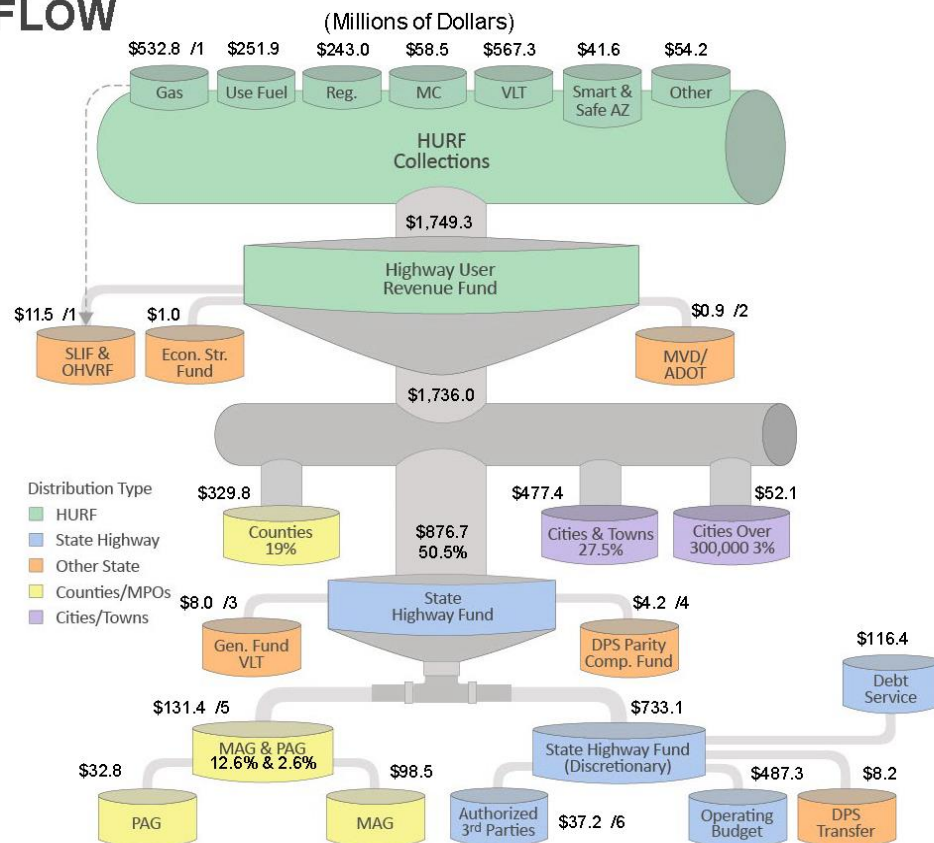 FLOW
(Millions of Dollars)
$532.8 /1
$251.9
$243.0
$58.5
$567.3
$41.6
$54.2
Gas
Use Fuel
Reg.
MC
VLT
Smart &
Safe AZ
Other
HURF
Collections
$1,749.3
Highway User
Revenue Fund
$11.5 /1
$1.0
$0.9 /2
SLIF &
OHVRF
Econ. Str.
Fund
MVD/
ADOT
$1,736.0
Distribution Type
HURF
State Highway
Other State
Counties/MPOs
Cities/Towns
$329.8
Counties
19%
$876.7
50.5%
$477.4
Cities & Towns
27.5%
$52.1
Cities Over
300,000 3%
State
Highway Fund
$8.0 /3
Gen. Fund
VLT
$4.2 /4
DPS Parity
Comp. Fund
$116.4
Debt
Service
$131.4 /5
MAG & PAG
12.6% & 2.6%
$733.1
State Highway Fund
(Discretionary)
$32.8
PAG
$98.5
MAG
Authorized
3rd Parties
$37.2 /6
$487.3
Operating
Budget
$8.2
DPS
Transfer